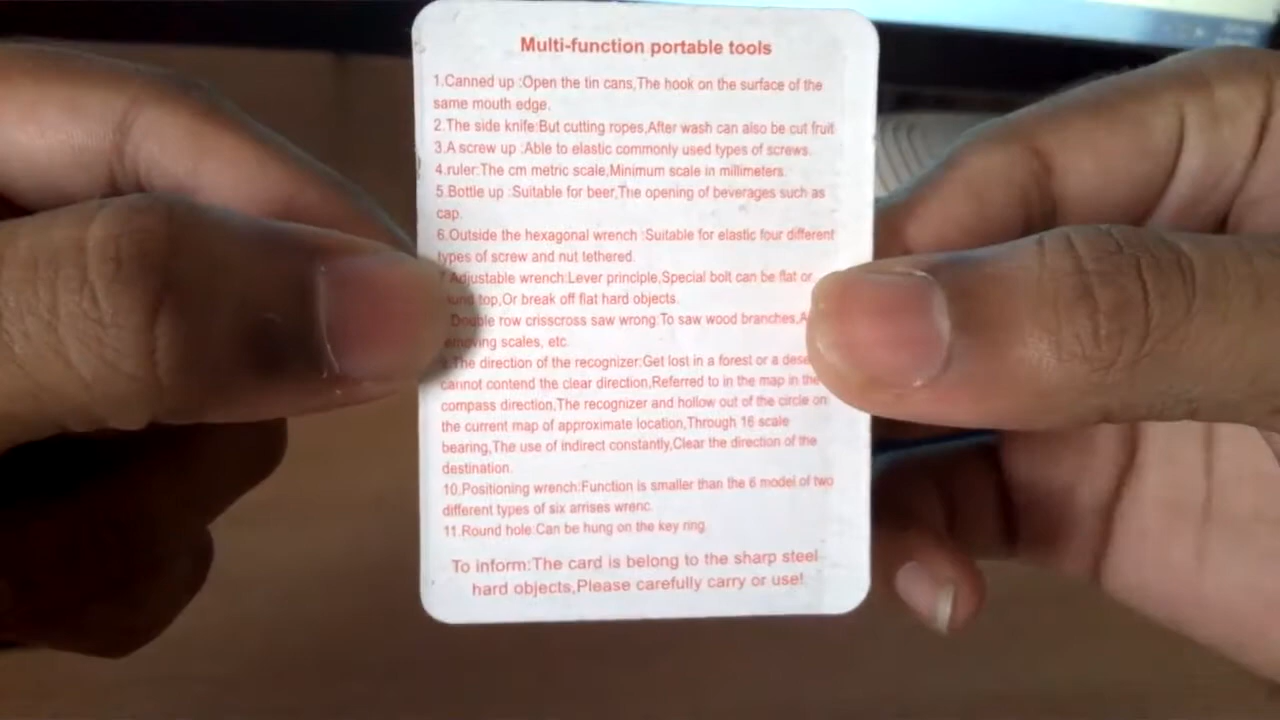 Multi-function portable tools
1.Canned up :Open the tin cans,The hook on the surface of the
same mouth edge.
2.The side knife:But cutting ropes,After wash can also be cut fruit
3.A screw up :Able to elastic commonly used types of screws.
4.ruler:The cm metric scale,Minimum scale in millimeters.
5.Bottle up :Suitable for beer,The opening of beverages such as
cap.
6.Outside the hexagonal wrench :Suitable for elastic four different
types of screw and nut tethered.
Adjustable wrench:Lever principle,Special bolt can be flat or
top,Or break off flat hard objects.
Double row crisscross saw wrong:To saw wood branches,
scales, etc.
The direction of the recognizer:Get lost in a forest or a
cannot contend the clear direction,Referred to in the map in the
compass direction,The recognizer and hollow out of the circle on
the current map of approximate location,Through 16 scale
bearing,The use of indirect constantly,Clear the direction of the
destination.
10.Positioning wrench:Function is smaller than the 6 model of two
different types of six arrises wrenc.
11.Round hole:Can be hung on the key ring.
To inform:The card is belong to the sharp steel
hard objects,Please carefully carry or use!